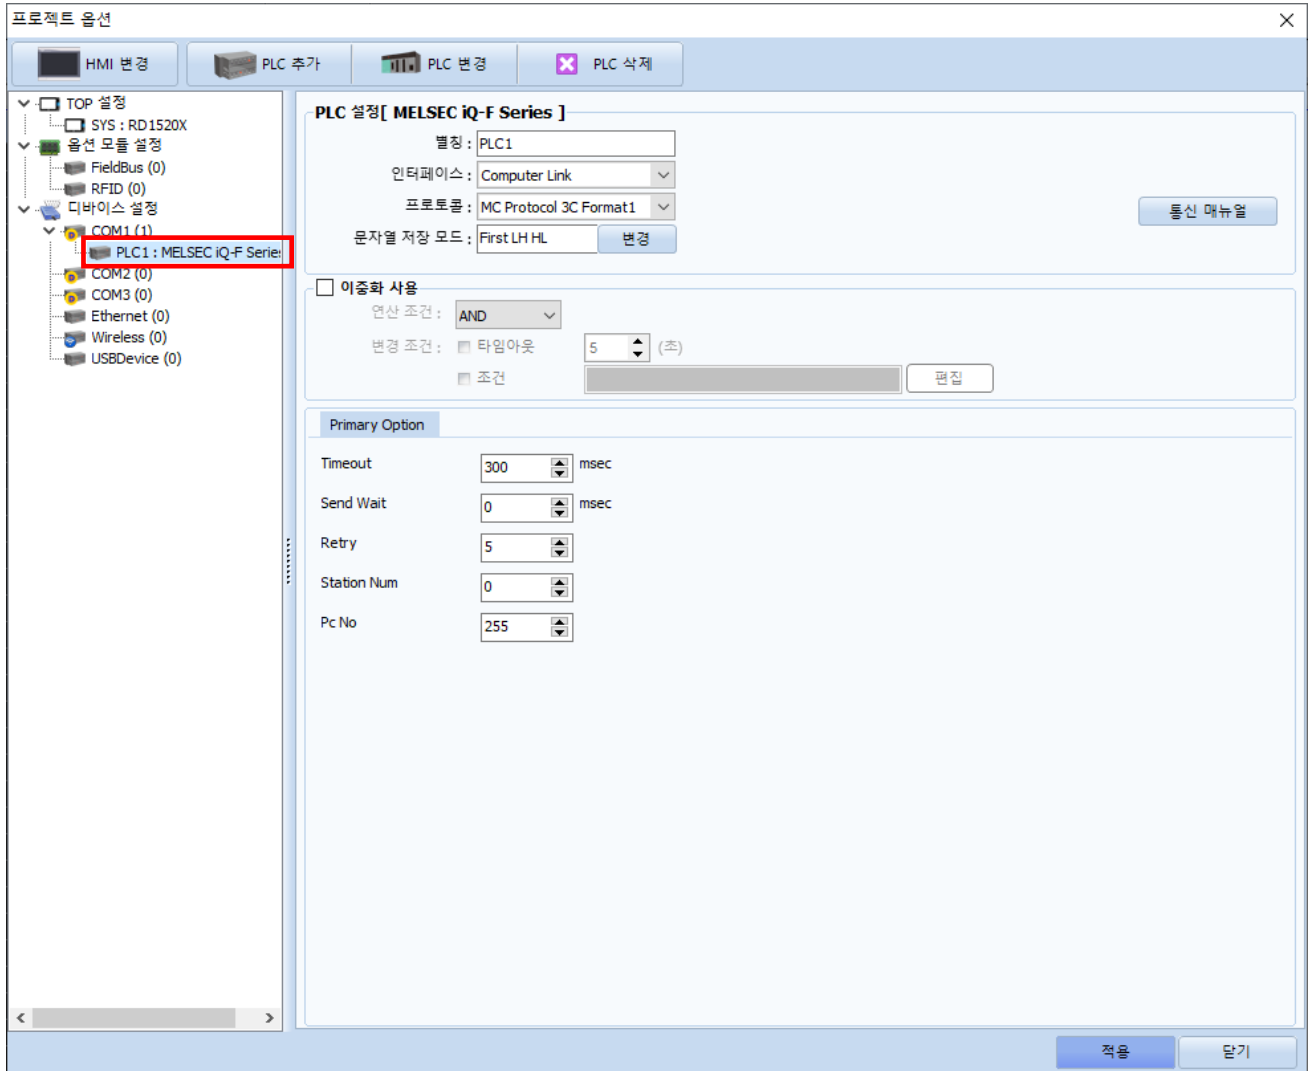 프로젝트 옵션
HMI 변경
PLC 추가
PLC 변경
PLC 삭제
TOP 설정
SYS : RD1520X
옵션 모듈 설정
FieldBus (0)
RFID (0)
디바이스 설정
COM1 (1)
PLC1 : MELSEC iQ-F Serie
COM2 (0)
COM3 (0)
Ethernet (0)
Wireless (0)
USBDevice (0)
PLC 설정[ MELSEC iQ-F Series ]
별칭 : PLC1
인터페이스 : Computer Link
프로토콜 : MC Protocol 3C Format1
통신 매뉴얼
문자열 저장 모드 : First LH HL 변경
이중화 사용
연산 조건 : AND
변경 조건 : 타임아웃 5 (초)
조건 편집
Primary Option
Timeout 300 msec
Send Wait 0 msec
Retry 5
Station Num 0
Pc No 255
적용 닫기